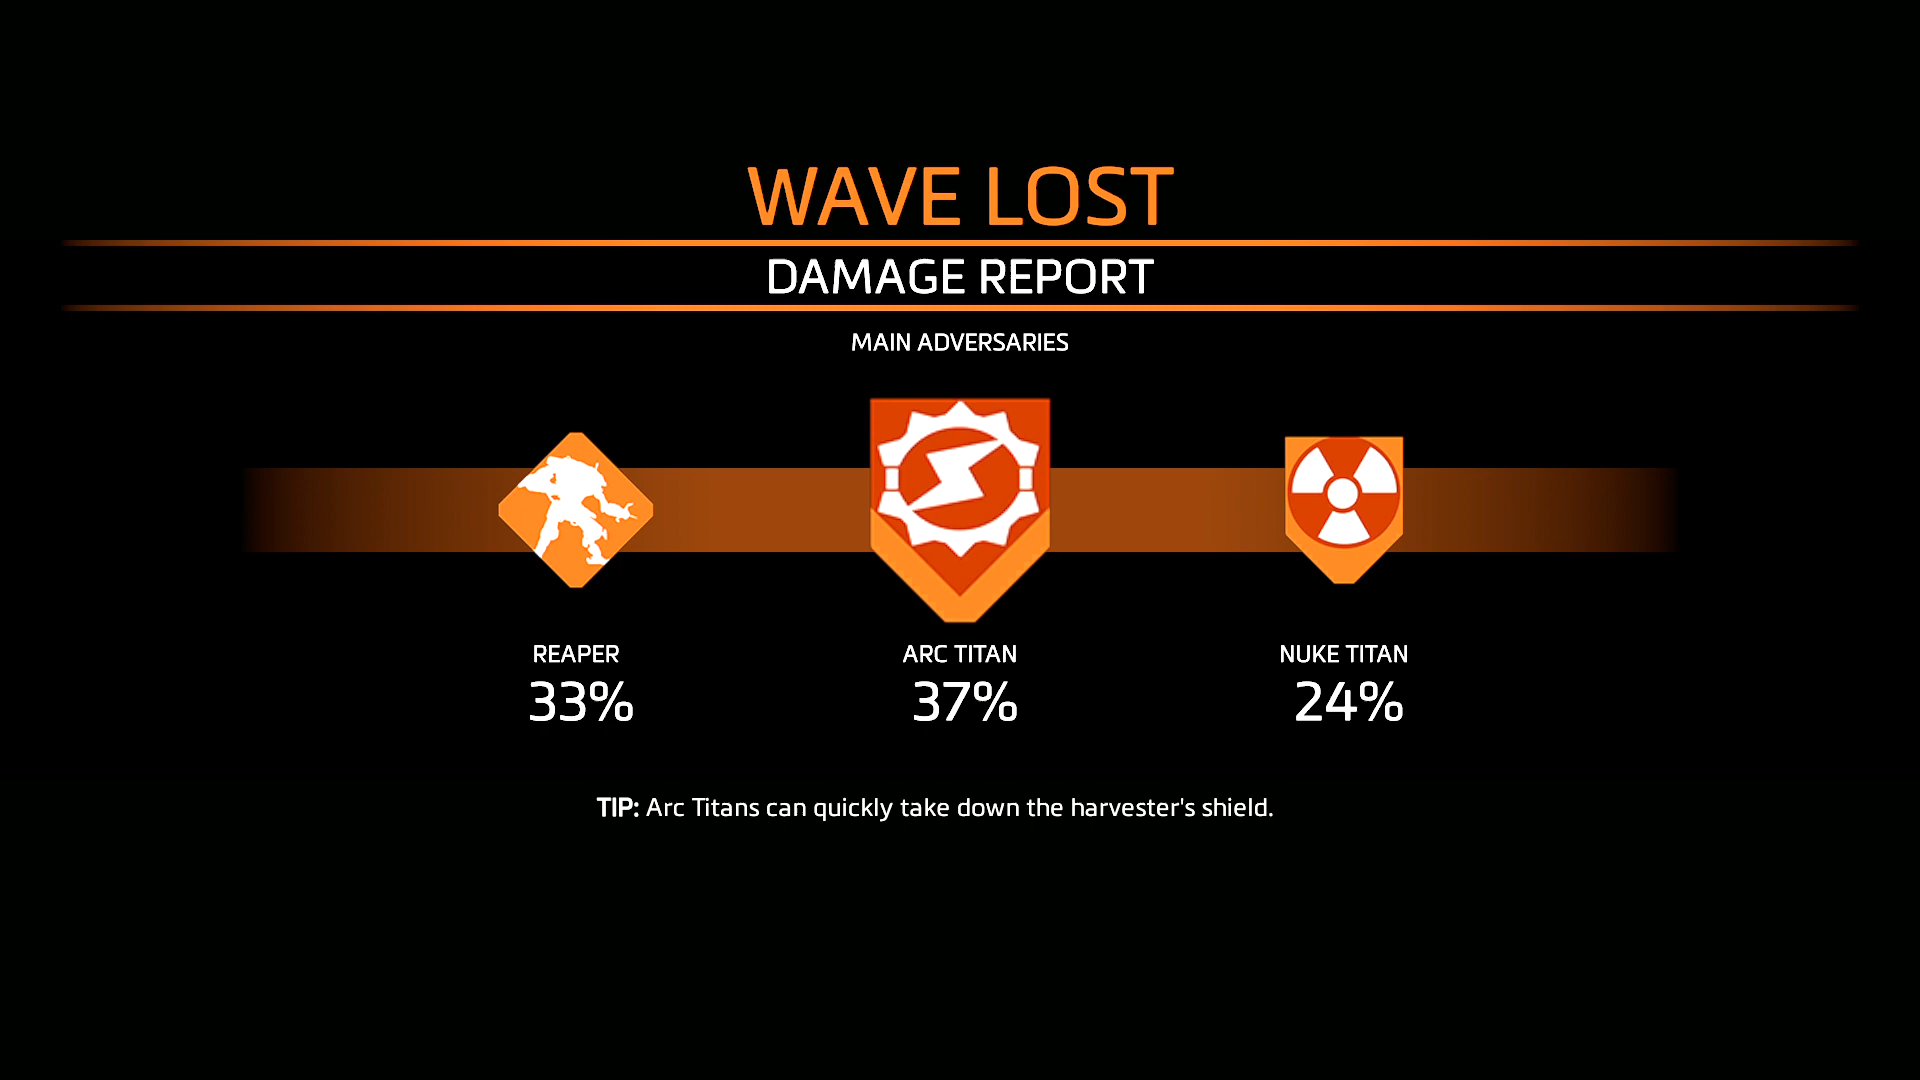 WAVE LOST
DAMAGE REPORT
MAIN ADVERSARIES
REAPER
33%
ARC TITAN
37%
NUKE TITAN
24%
TIP: Arc Titans can quickly take down the harvester's shield.